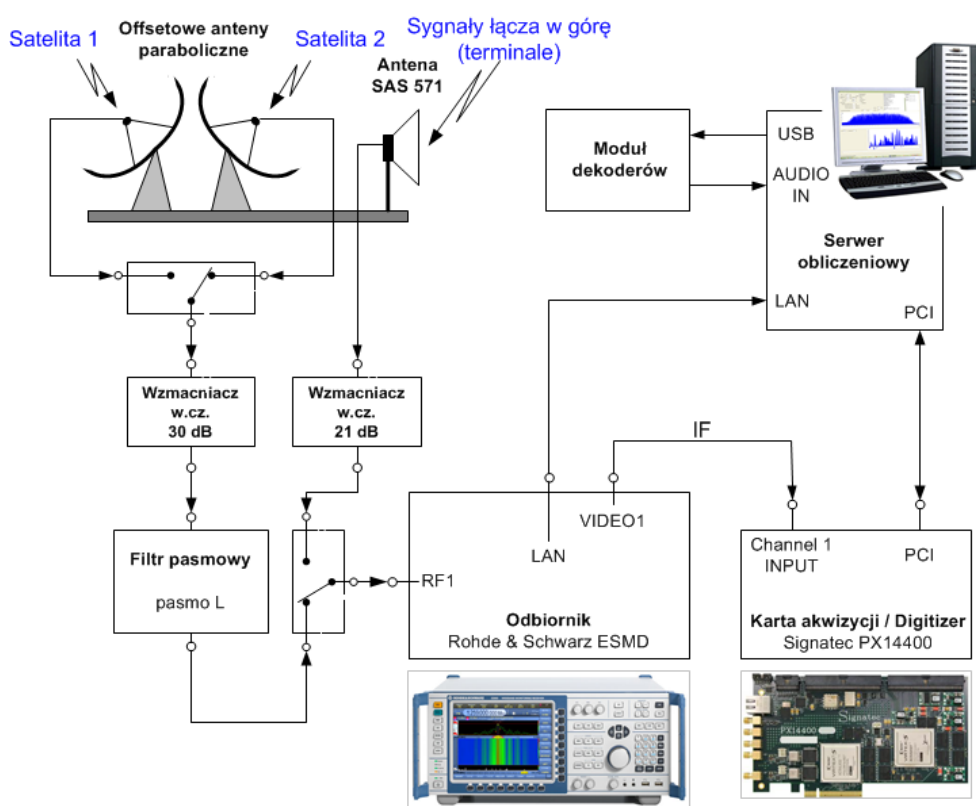 Satelita 1
Offsetowe anteny
paraboliczne
Satelita 2
Sygnały łącza w górę
(terminale)
Antena
SAS 571
Moduł
dekoderów
USB
AUDIO
IN
Serwer
obliczeniowy
LAN
PCI
Wzmacniacz
w.cz.
30 dB
Wzmacniacz
w.cz.
21 dB
IF
Filtr pasmowy
pasmo L
RF1
LAN
VIDEO1
Odbiornik
Rohde & Schwarz ESMD
Channel 1
INPUT
PCI
Karta akwizycji / Digitizer
Signatec PX14400
Signatec
PX14400